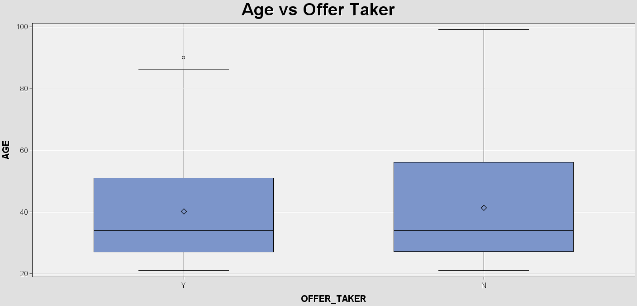 Age vs Offer Taker
100
80
60
40
20
AGE
Y
N
OFFER_TAKER